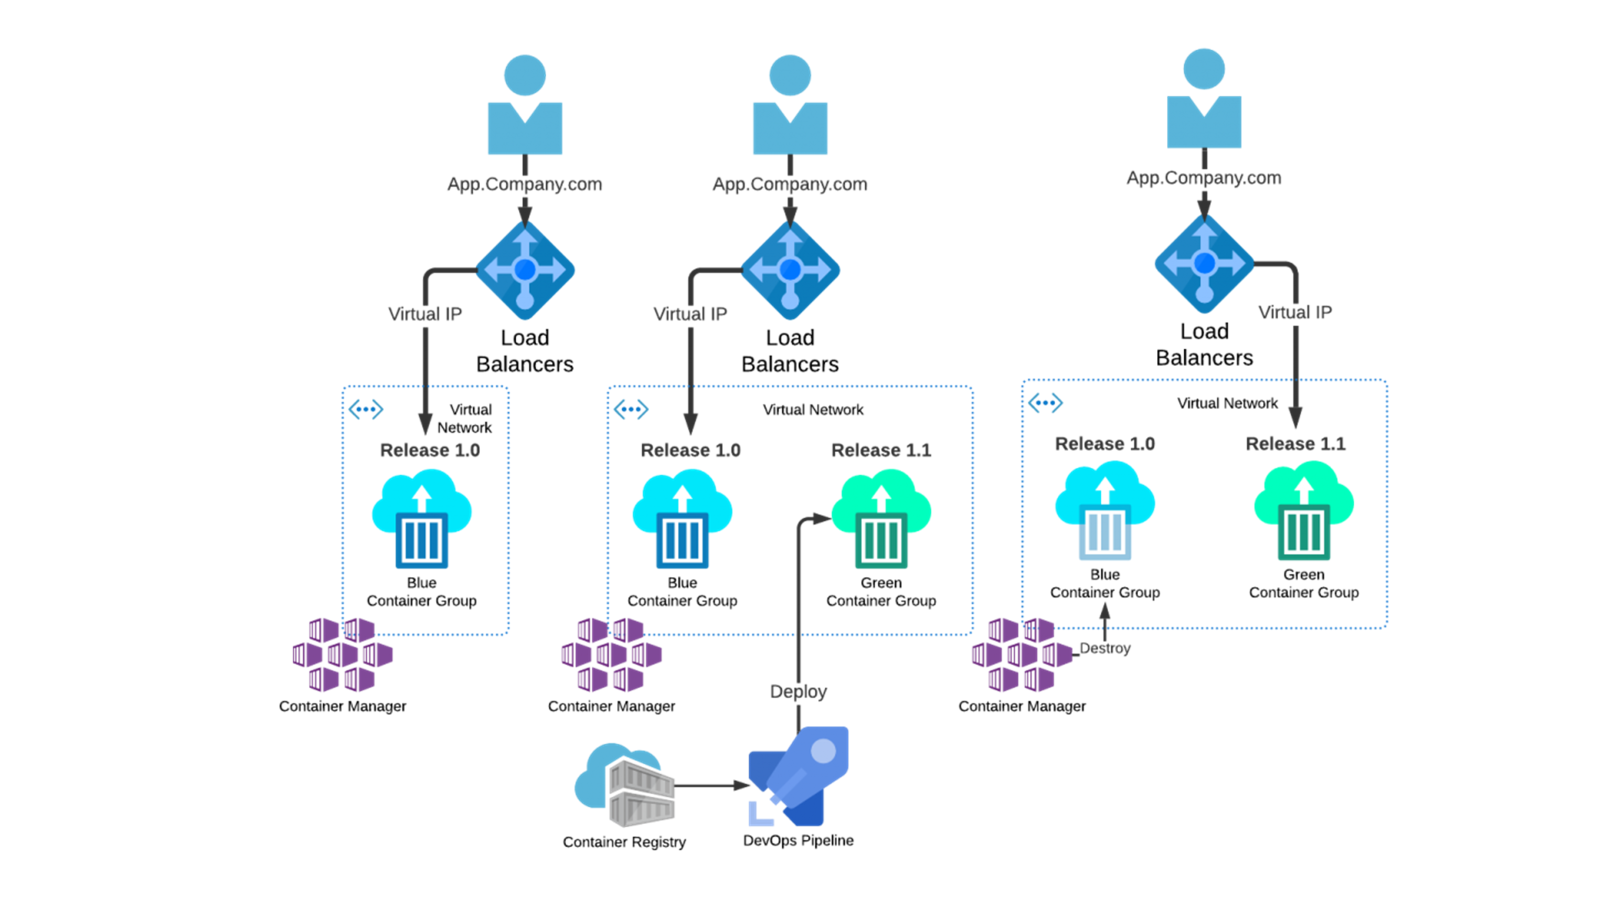 App.Company.com
Virtual IP
Load
Balancers
Virtual
Network
Release 1.0
Blue
Container Group
Container Manager
App.Company.com
Virtual IP
Load
Balancers
Virtual Network
Release 1.0
Release 1.1
Blue
Container Group
Green
Container Group
Container Manager
Deploy
Container Registry
DevOps Pipeline
App.Company.com
Virtual IP
Load
Balancers
Virtual Network
Release 1.0
Release 1.1
Blue
Container Group
Green
Container Group
Destroy
Container Manager